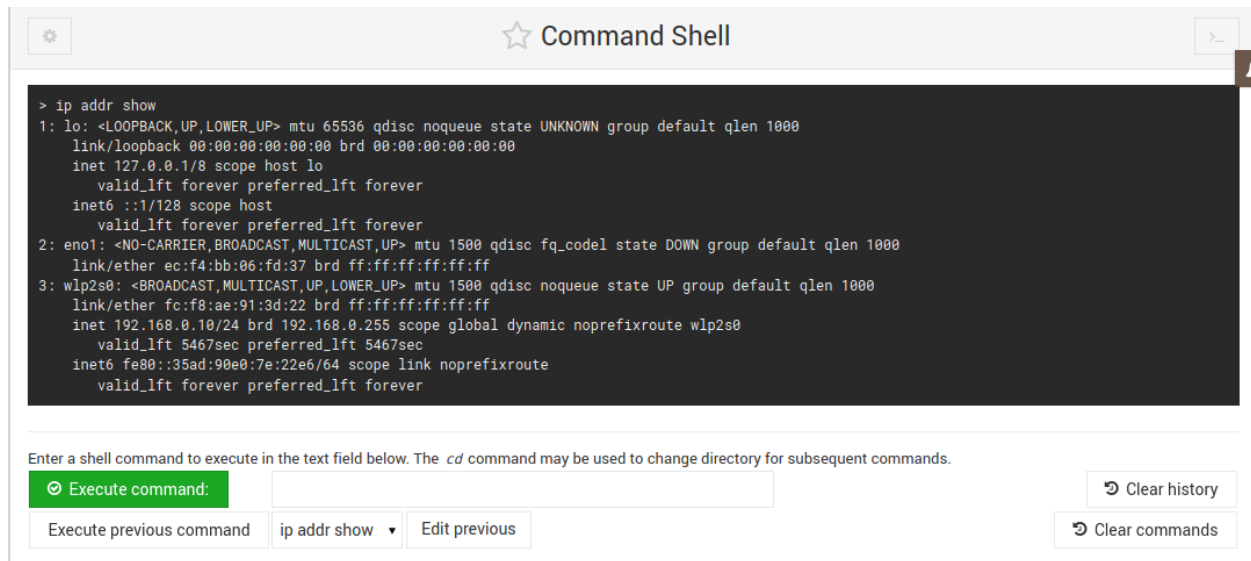 Command Shell
> ip addr show
1: lo: <LOOPBACK,UP,LOWER_UP> mtu 65536 qdisc noqueue state UNKNOWN group default qlen 1000
    link/loopback 00:00:00:00:00:00 brd 00:00:00:00:00:00
    inet 127.0.0.1/8 scope host lo
       valid_lft forever preferred_lft forever
    inet6 ::1/128 scope host
       valid_lft forever preferred_lft forever
2: eno1: <NO-CARRIER,BROADCAST,MULTICAST,UP> mtu 1500 qdisc fq_codel state DOWN group default qlen 1000
    link/ether ec:f4:bb:06:fd:37 brd ff:ff:ff:ff:ff:ff
3: wlp2s0: <BROADCAST,MULTICAST,UP,LOWER_UP> mtu 1500 qdisc noqueue state UP group default qlen 1000
    link/ether fc:f8:ae:91:3d:22 brd ff:ff:ff:ff:ff:ff
    inet 192.168.0.10/24 brd 192.168.0.255 scope global dynamic noprefixroute wlp2s0
       valid_lft 5467sec preferred_lft 5467sec
    inet6 fe80::35ad:90e0:7e:22e6/64 scope link noprefixroute
       valid_lft forever preferred_lft forever
Enter a shell command to execute in the text field below. The cd command may be used to change directory for subsequent commands.
Execute command: Clear history
Execute previous command ip addr show Edit previous Clear commands